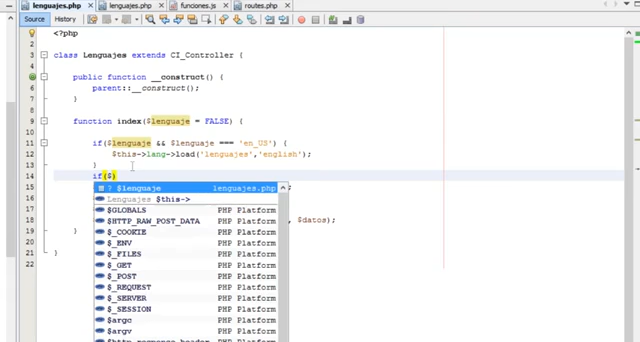 lenguajes.php lenguajes.php funciones.js routes.php
Source History
1 <?php
2
3 class Lenguajes extends CI_Controller {
4
5 public function __construct() {
6 parent::__construct();
7 }
8
9 function index($lenguaje = FALSE) {
10
11 if($lenguaje && $lenguaje === 'en_US') {
12 $this->lang->load('lenguajes','english');
13 }
14 if($)
? $lenguaje lenguajes.php
Lenguajes $this->
$GLOBALS PHP Platform
$HTTP_RAW_POST_DATA PHP Platform
, $datos);
$_COOKIE PHP Platform
19
$_ENV PHP Platform
20
$_FILES PHP Platform
21 }
$_GET PHP Platform
22
$_POST PHP Platform
$_REQUEST PHP Platform
$_SERVER PHP Platform
$_SESSION PHP Platform
$argc PHP Platform
$argv PHP Platform
$http_response_header PHP Platform